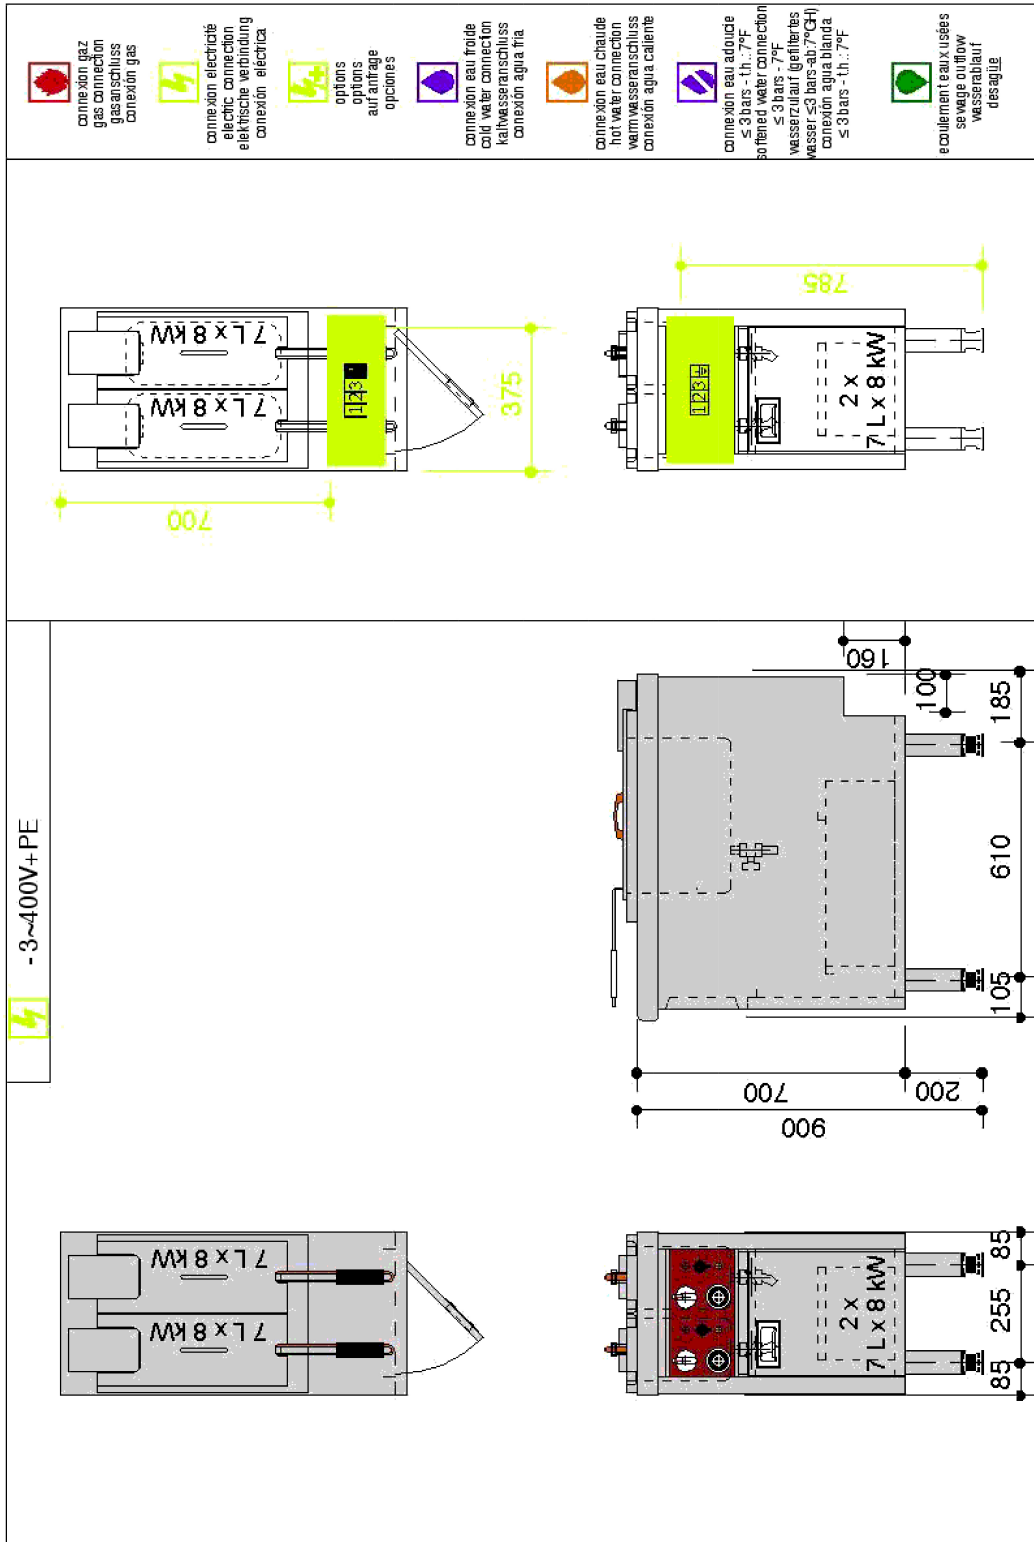 connexion gaz
gas connection
gasanschluss
conexión gas
connexion electricité
electric connection
elektrische verbindung
conexión eléctrica
options
options
auf anfrage
opciones
connexion eau froide
cold water connection
kaltwasseranschluss
conexión agua fria
connexion eau chaude
hot water connection
warmwasseranschluss
conexión agua caliente
connexion eau adoucie
≤ 3 bars - t.h.: 7°F
softened water connection
≤ 3 bars - 7°F
wasserzulauf (gefiltertes
wasser ≤3 bars-ab:7°GH)
conexión agua blanda
≤ 3 bars - t.h.: 7°F
ecoulement eaux usées
sewage outflow
wasserablauf
desagüe
7 L x 8 kW
7 L x 8 kW
123
700
375
123
2 x
7 L x 8 kW
785
-3~400V+PE
160
100
185
610
105
700
200
900
7 L x 8 kW
7 L x 8 kW
2 x
7 L x 8 kW
85
255
85